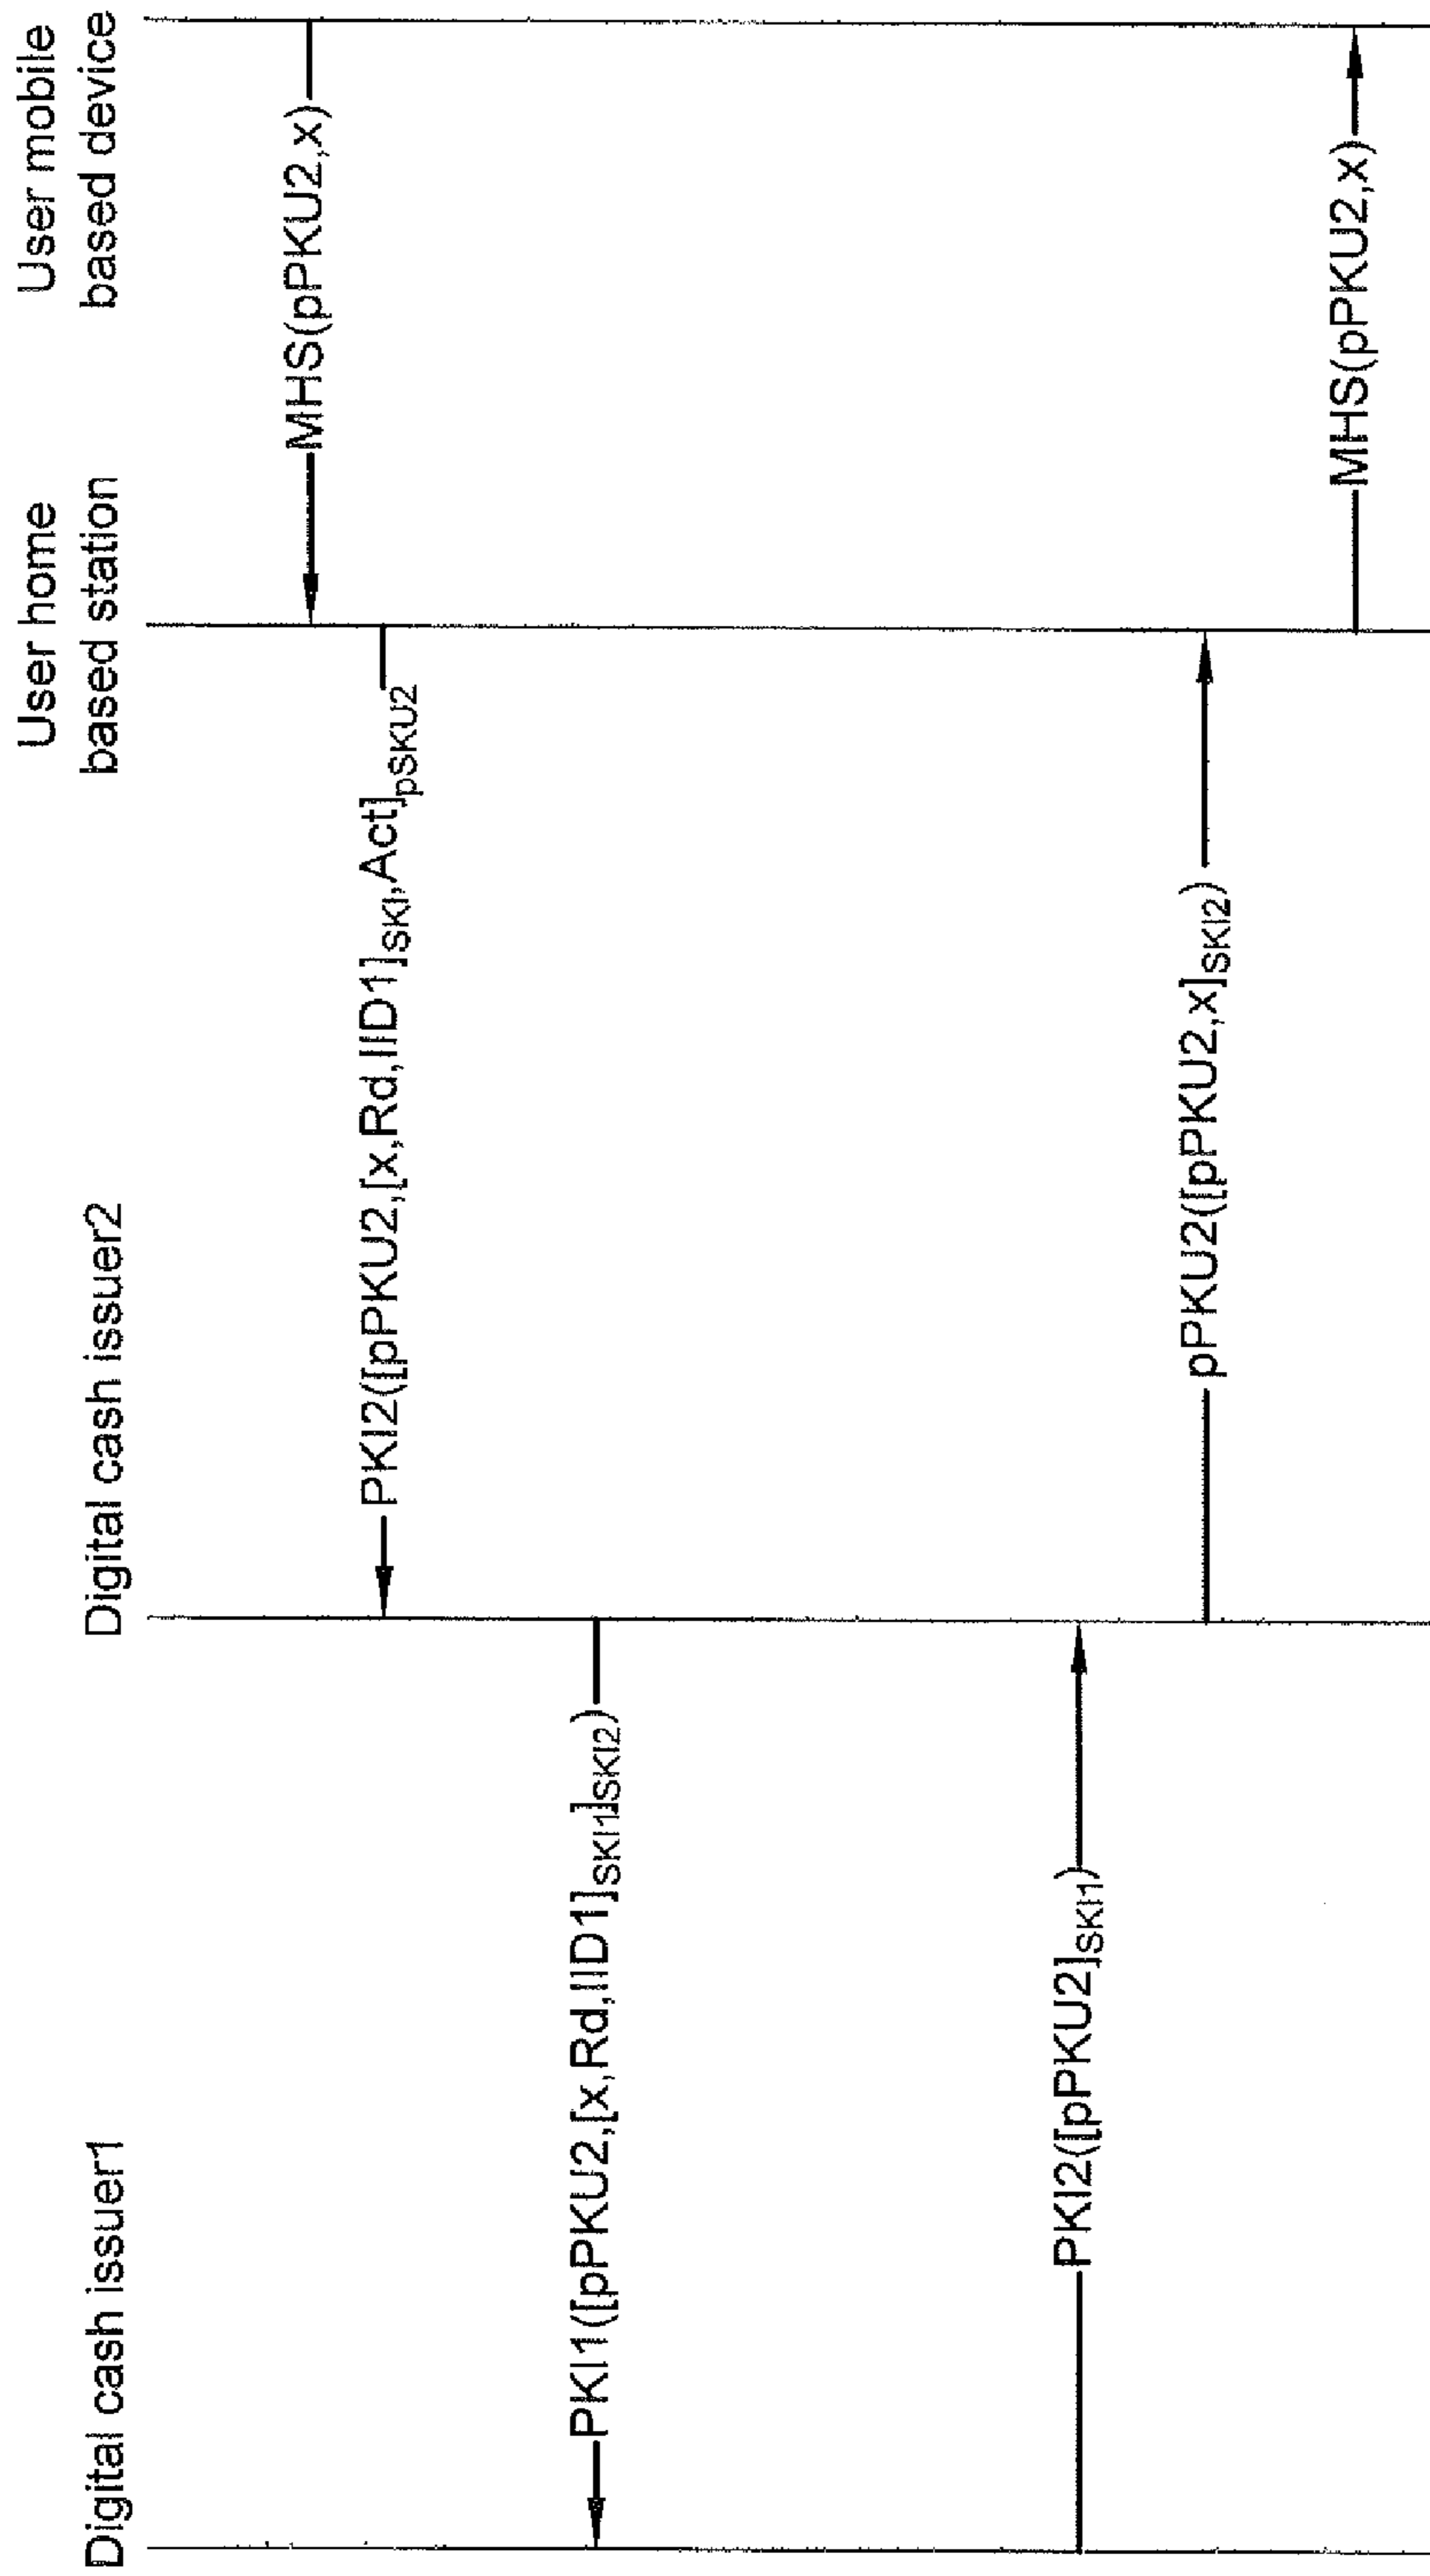 Digital cash issuer1
Digital cash issuer2
User home
based station
User mobile
based device
MHS(pPKU2,x)
PKI2([pPKU2,[x,Rd,IID1]SKI,Act]pSKU2
PKI1([pPKU2,[x,Rd,IID1]SKI1]SKI2)
PKI2([pPKU2]SKI1)
pPKU2([pPKU2,x]SKI2)
MHS(pPKU2,x)